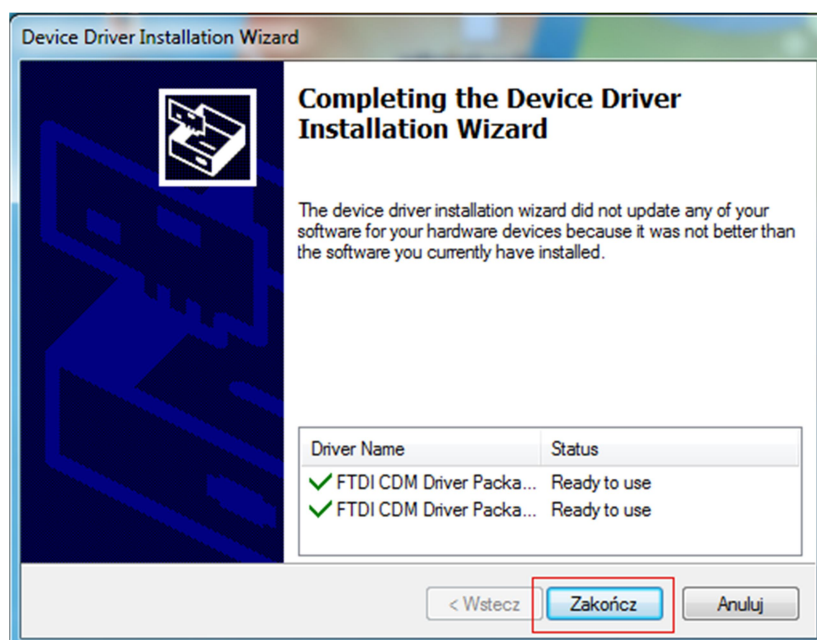 Device Driver Installation Wizard
Completing the Device Driver
Installation Wizard
The device driver installation wizard did not update any of your
software for your hardware devices because it was not better than
the software you currently have installed.
Driver Name Status
FTDI CDM Driver Packa... Ready to use
FTDI CDM Driver Packa... Ready to use
< Wstecz Zakończ Anuluj